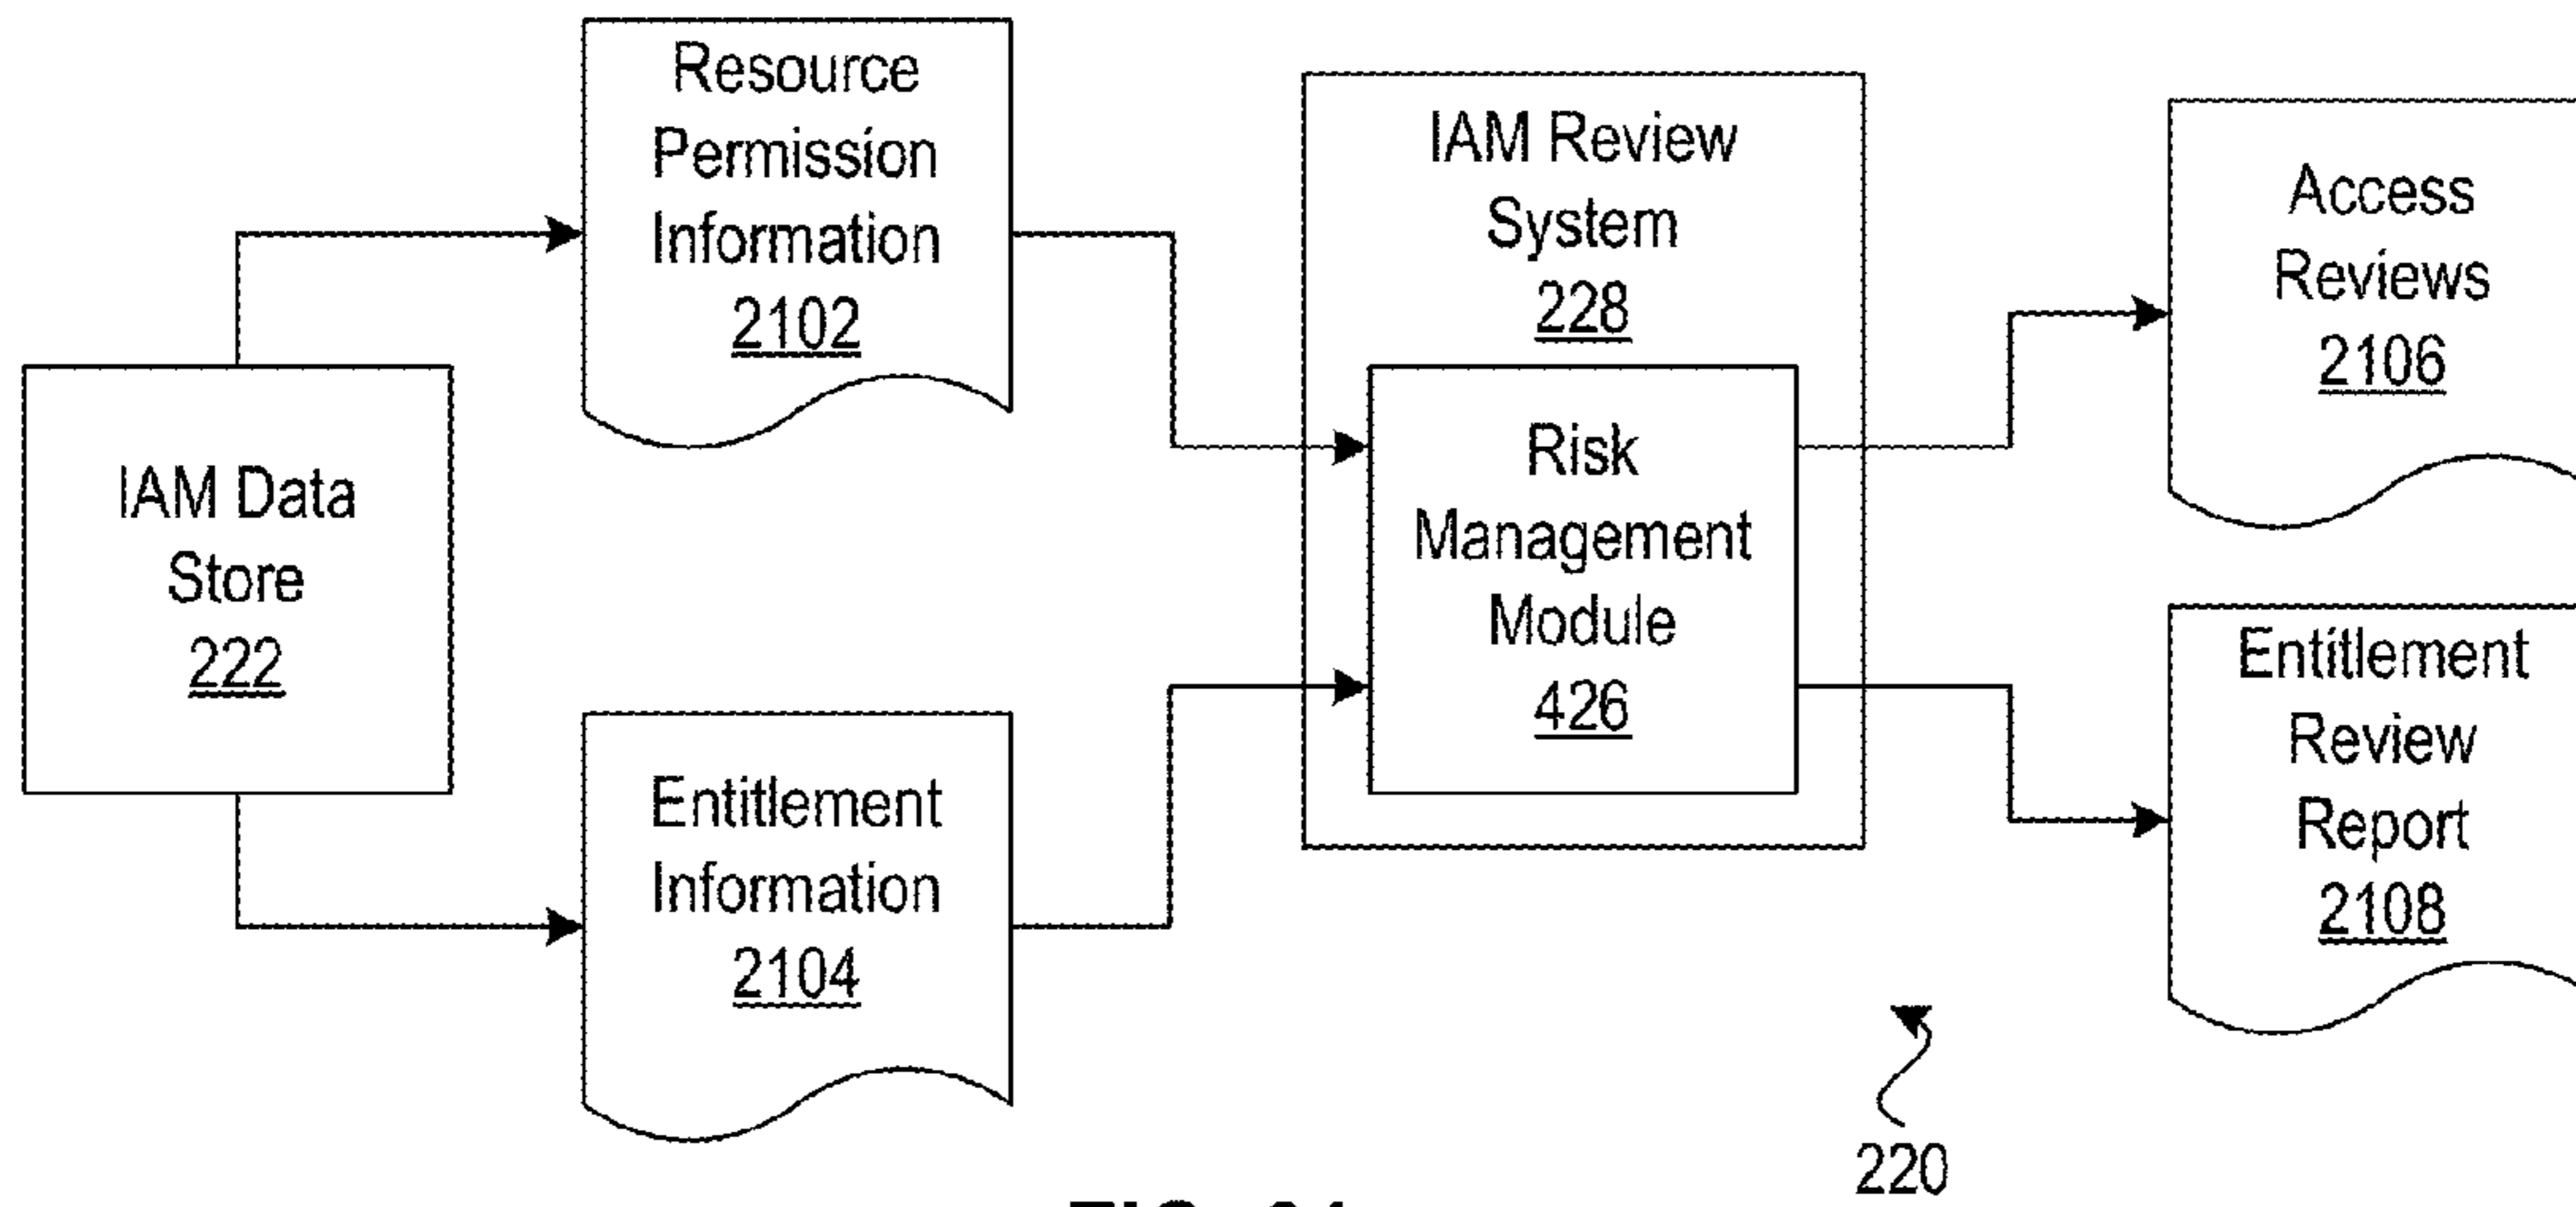 Resource
Permission
Information
2102
IAM Review
System
228
Access
Reviews
2106
IAM Data
Store
222
Risk
Management
Module
426
Entitlement
Information
2104
Entitlement
Review
Report
2108
220